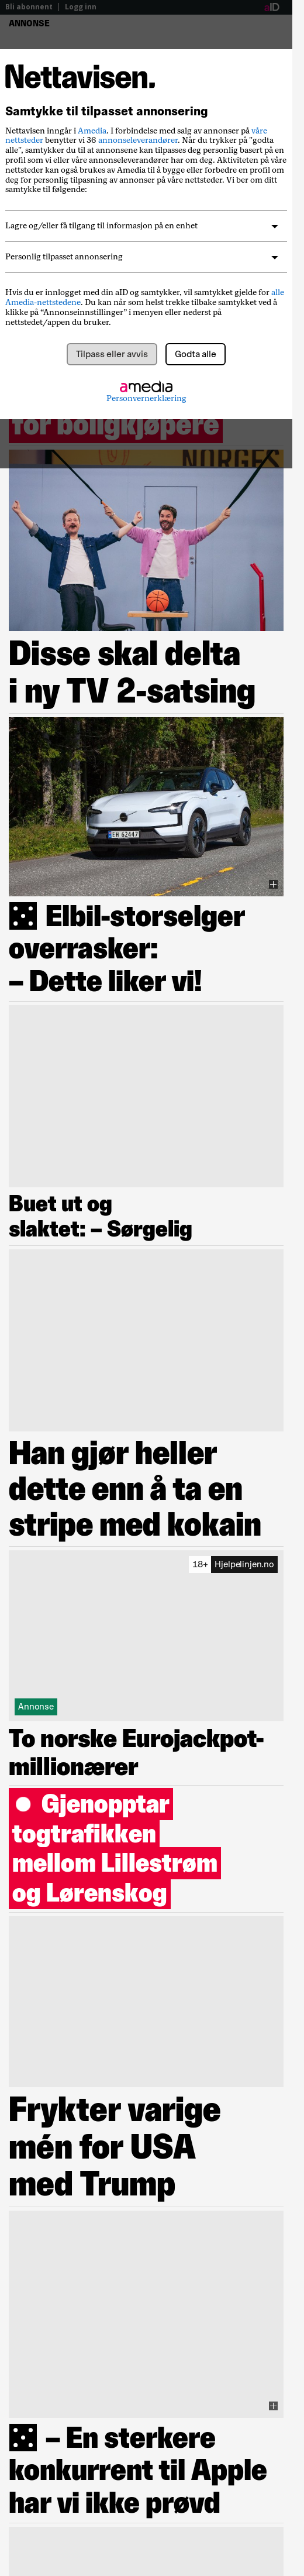 Bli abonnent | Logg inn
aID
ANNONSE
Nettavisen.
Samtykke til tilpasset annonsering
Nettavisen inngår i Amedia. I forbindelse med salg av annonser på våre
nettsteder benytter vi 36 annonseleverandører. Når du trykker på "godta
alle", samtykker du til at annonsene kan tilpasses deg personlig basert på en
profil som vi eller våre annonseleverandører har om deg. Aktiviteten på våre
nettsteder kan også brukes av Amedia til å bygge eller forbedre en profil om
deg for personlig tilpasning av annonser på våre nettsteder. Vi ber om ditt
samtykke til følgende:
Lagre og/eller få tilgang til informasjon på en enhet
Personlig tilpasset annonsering
Hvis du er innlogget med din aID og samtykker, vil samtykket gjelde for alle
Amedia-nettstedene. Du kan når som helst trekke tilbake samtykket ved å
klikke på “Annonseinnstillinger” i menyen eller nederst på
nettstedet/appen du bruker.
Tilpass eller avvis
Godta alle
amedia
Personvernerklæring
for boligkjøpere
NORGES
Disse skal delta
i ny TV 2-satsing
EH 62447
Elbil-storselger
overrasker:
– Dette liker vi!
Buet ut og
slaktet: – Sørgelig
Han gjør heller
dette enn å ta en
stripe med kokain
18+ Hjelpelinjen.no
Annonse
To norske Eurojackpot-
millionærer
Gjenopptar
togtrafikken
mellom Lillestrøm
og Lørenskog
Frykter varige
mén for USA
med Trump
– En sterkere
konkurrent til Apple
har vi ikke prøvd